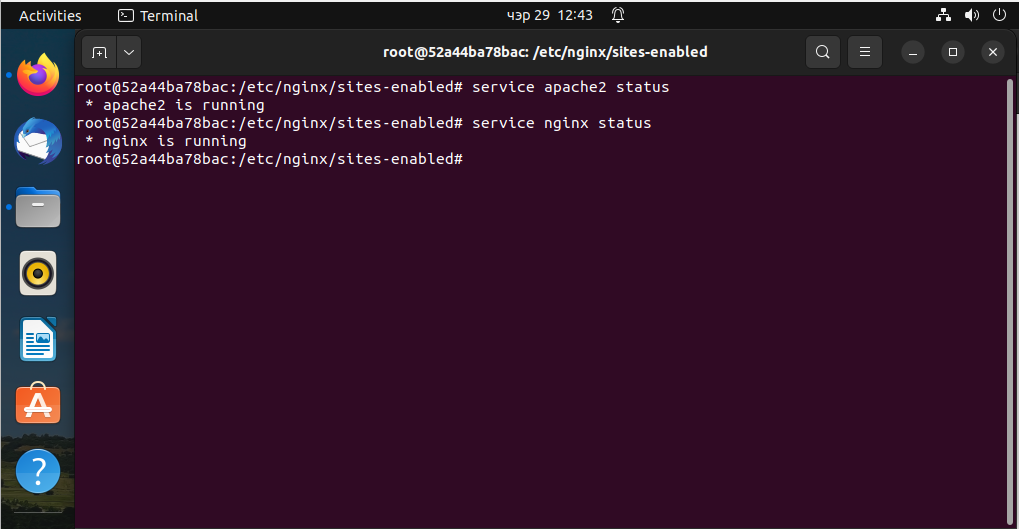 Activities
Terminal
чэр 29 12:43
root@52a44ba78bac: /etc/nginx/sites-enabled
root@52a44ba78bac:/etc/nginx/sites-enabled# service apache2 status
* apache2 is running
root@52a44ba78bac:/etc/nginx/sites-enabled# service nginx status
* nginx is running
root@52a44ba78bac:/etc/nginx/sites-enabled#